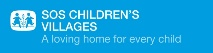 SOS CHILDREN'S
VILLAGES
A loving home for every child